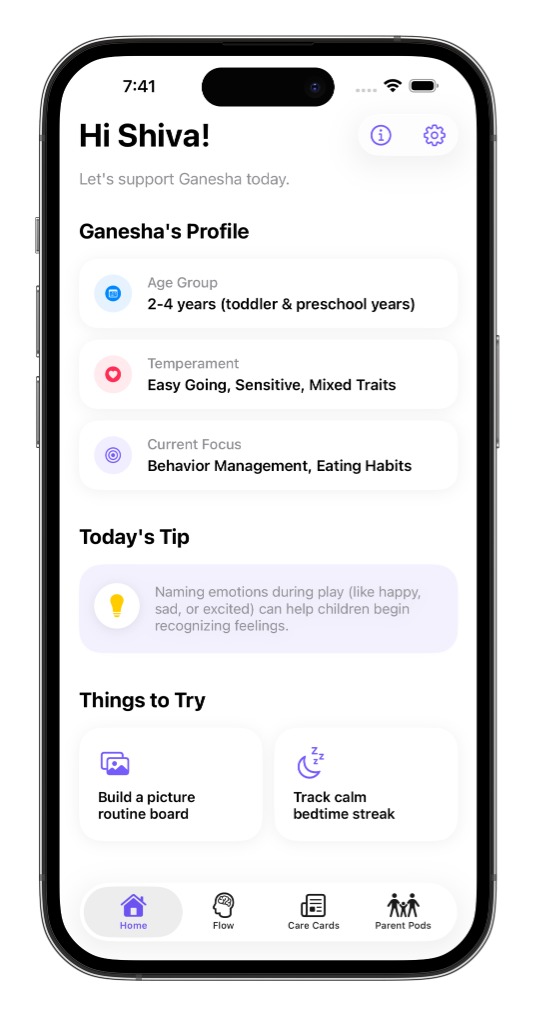 7:41
Hi Shiva!
Let's support Ganesha today.
Ganesha's Profile
Age Group
2-4 years (toddler & preschool years)
Temperament
Easy Going, Sensitive, Mixed Traits
Current Focus
Behavior Management, Eating Habits
Today's Tip
Naming emotions during play (like happy,
sad, or excited) can help children begin
recognizing feelings.
Things to Try
Build a picture
routine board
z z z
Track calm
bedtime streak
Home
Flow
Care Cards
Parent Pods